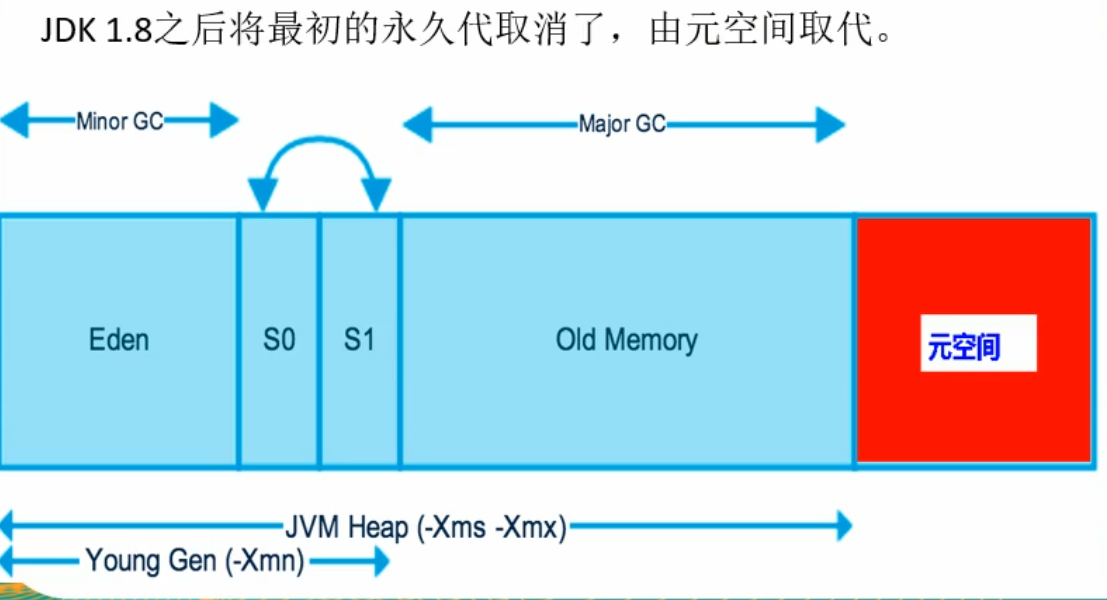 JDK 1.8之后将最初的永久代取消了，由元空间取代。
Minor GC
Major GC
Eden
S0
S1
Old Memory
元空间
JVM Heap (-Xms -Xmx)
Young Gen (-Xmn)